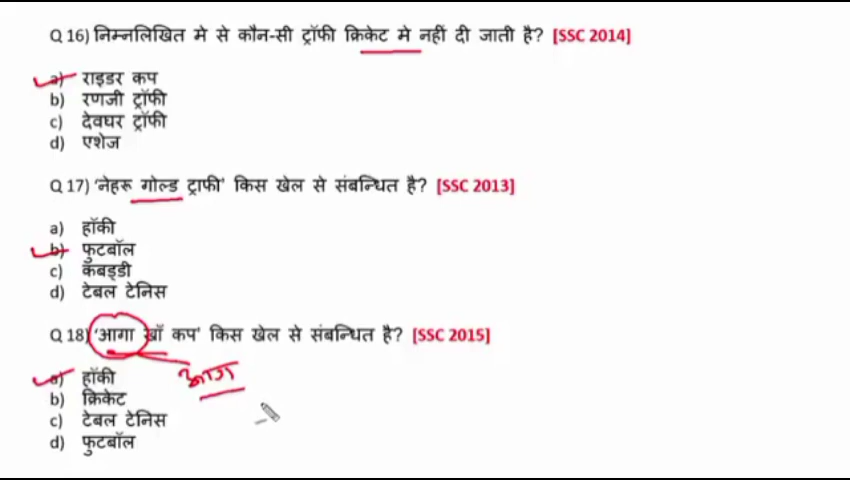 Q 16) निम्नलिखित मे से कौन-सी ट्रॉफी क्रिकेट मे नहीं दी जाती है? [SSC 2014]
a) राइडर कप
b) रणजी ट्रॉफी
c) देवघर ट्रॉफी
d) एशेज
Q 17) 'नेहरू गोल्ड ट्राफी' किस खेल से संबन्धित है? [SSC 2013]
a) हॉकी
b) फुटबॉल
c) कबड्डी
d) टेबल टेनिस
Q 18) 'आगा खाँ कप' किस खेल से संबन्धित है? [SSC 2015]
a) हॉकी
आग
b) क्रिकेट
c) टेबल टेनिस
d) फुटबॉल